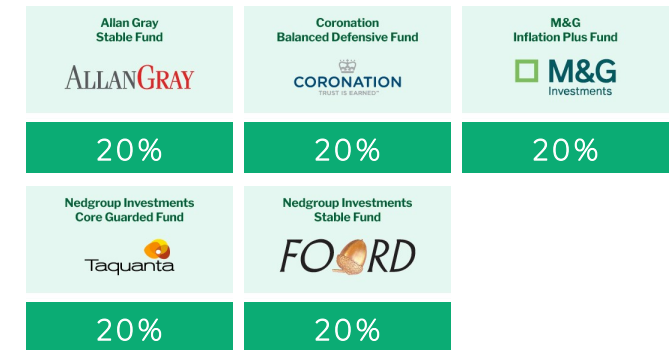 Allan Gray
Stable Fund
ALLANGRAY
20%
Coronation
Balanced Defensive Fund
CORONATION
TRUST IS EARNED™
20%
M&G
Inflation Plus Fund
M&G
Investments
20%
Nedgroup Investments
Core Guarded Fund
Taquanta
20%
Nedgroup Investments
Stable Fund
FOORD
20%